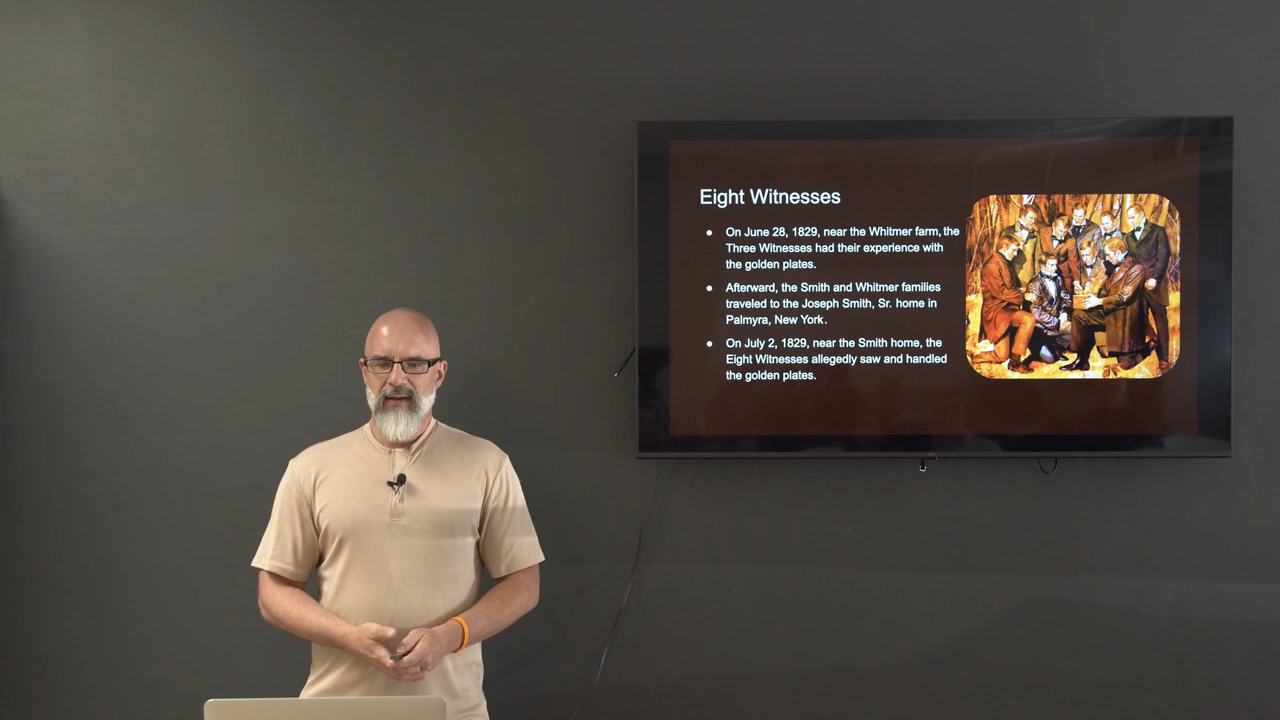 Eight Witnesses
● On June 28, 1829, near the Whitmer farm, the
Three Witnesses had their experience with
the golden plates.
● Afterward, the Smith and Whitmer families
traveled to the Joseph Smith, Sr. home in
Palmyra, New York.
● On July 2, 1829, near the Smith home, the
Eight Witnesses allegedly saw and handled
the golden plates.